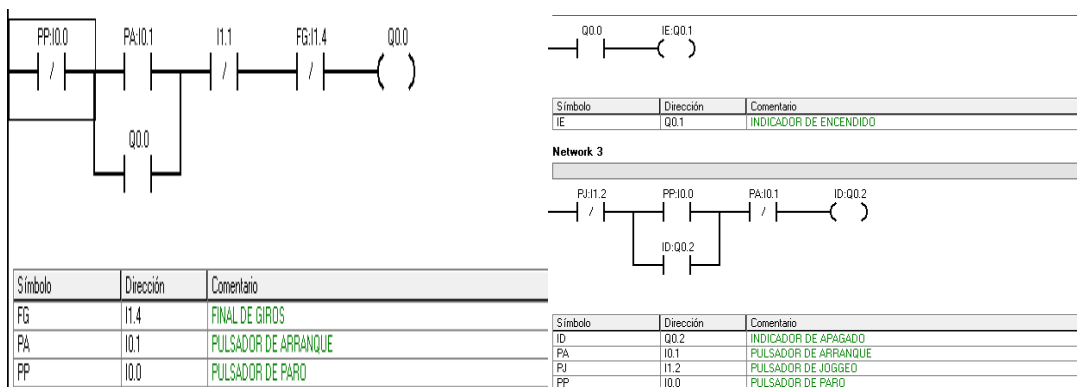 PP:I0.0 PA:I0.1 I1.1 FG:I1.4 Q0.0
/ / /
Q0.0
Símbolo Dirección Comentario
FG I1.4 FINAL DE GIROS
PA I0.1 PULSADOR DE ARRANQUE
PP I0.0 PULSADOR DE PARO
Q0.0 IE:Q0.1
Símbolo Dirección Comentario
IE Q0.1 INDICADOR DE ENCENDIDO
Network 3
PJ:I1.2 PP:I0.0 PA:I0.1 ID:Q0.2
/ /
ID:Q0.2
Símbolo Dirección Comentario
ID Q0.2 INDICADOR DE APAGADO
PA I0.1 PULSADOR DE ARRANQUE
PJ I1.2 PULSADOR DE JOGGEO
PP I0.0 PULSADOR DE PARO